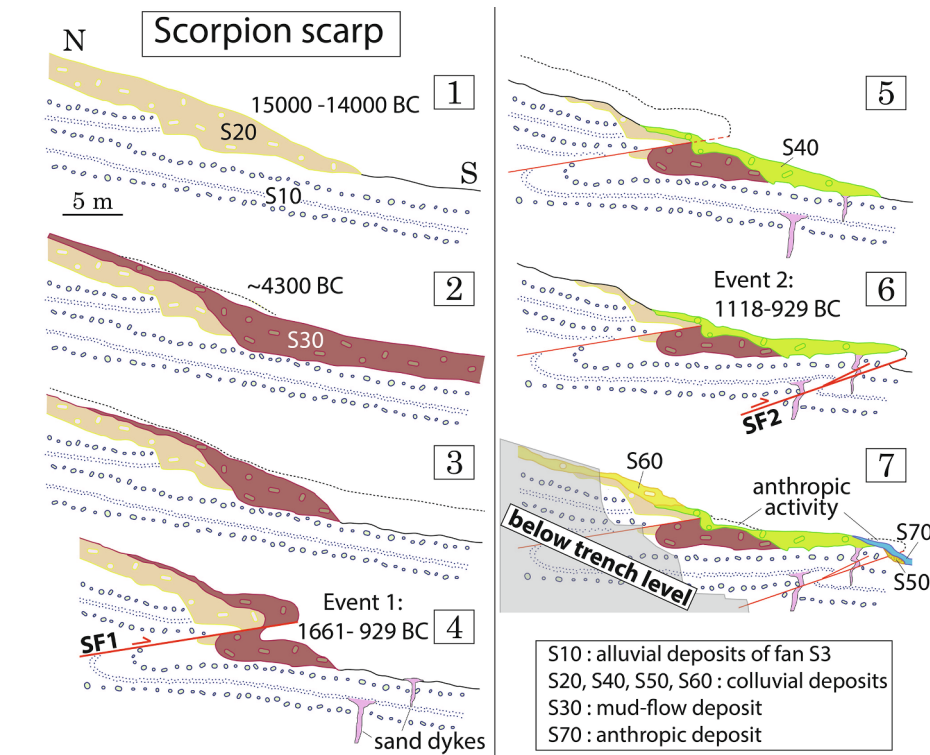 Scorpion scarp
N
1
15000 -14000 BC
S20
S
S10
5 m
2
~4300 BC
S30
3
4
Event 1:
1661- 929 BC
SF1
sand dykes
5
S40
6
Event 2:
1118-929 BC
SF2
7
S60
anthropic
activity
S70
S50
below trench level
S10 : alluvial deposits of fan S3
S20, S40, S50, S60 : colluvial deposits
S30 : mud-flow deposit
S70 : anthropic deposit